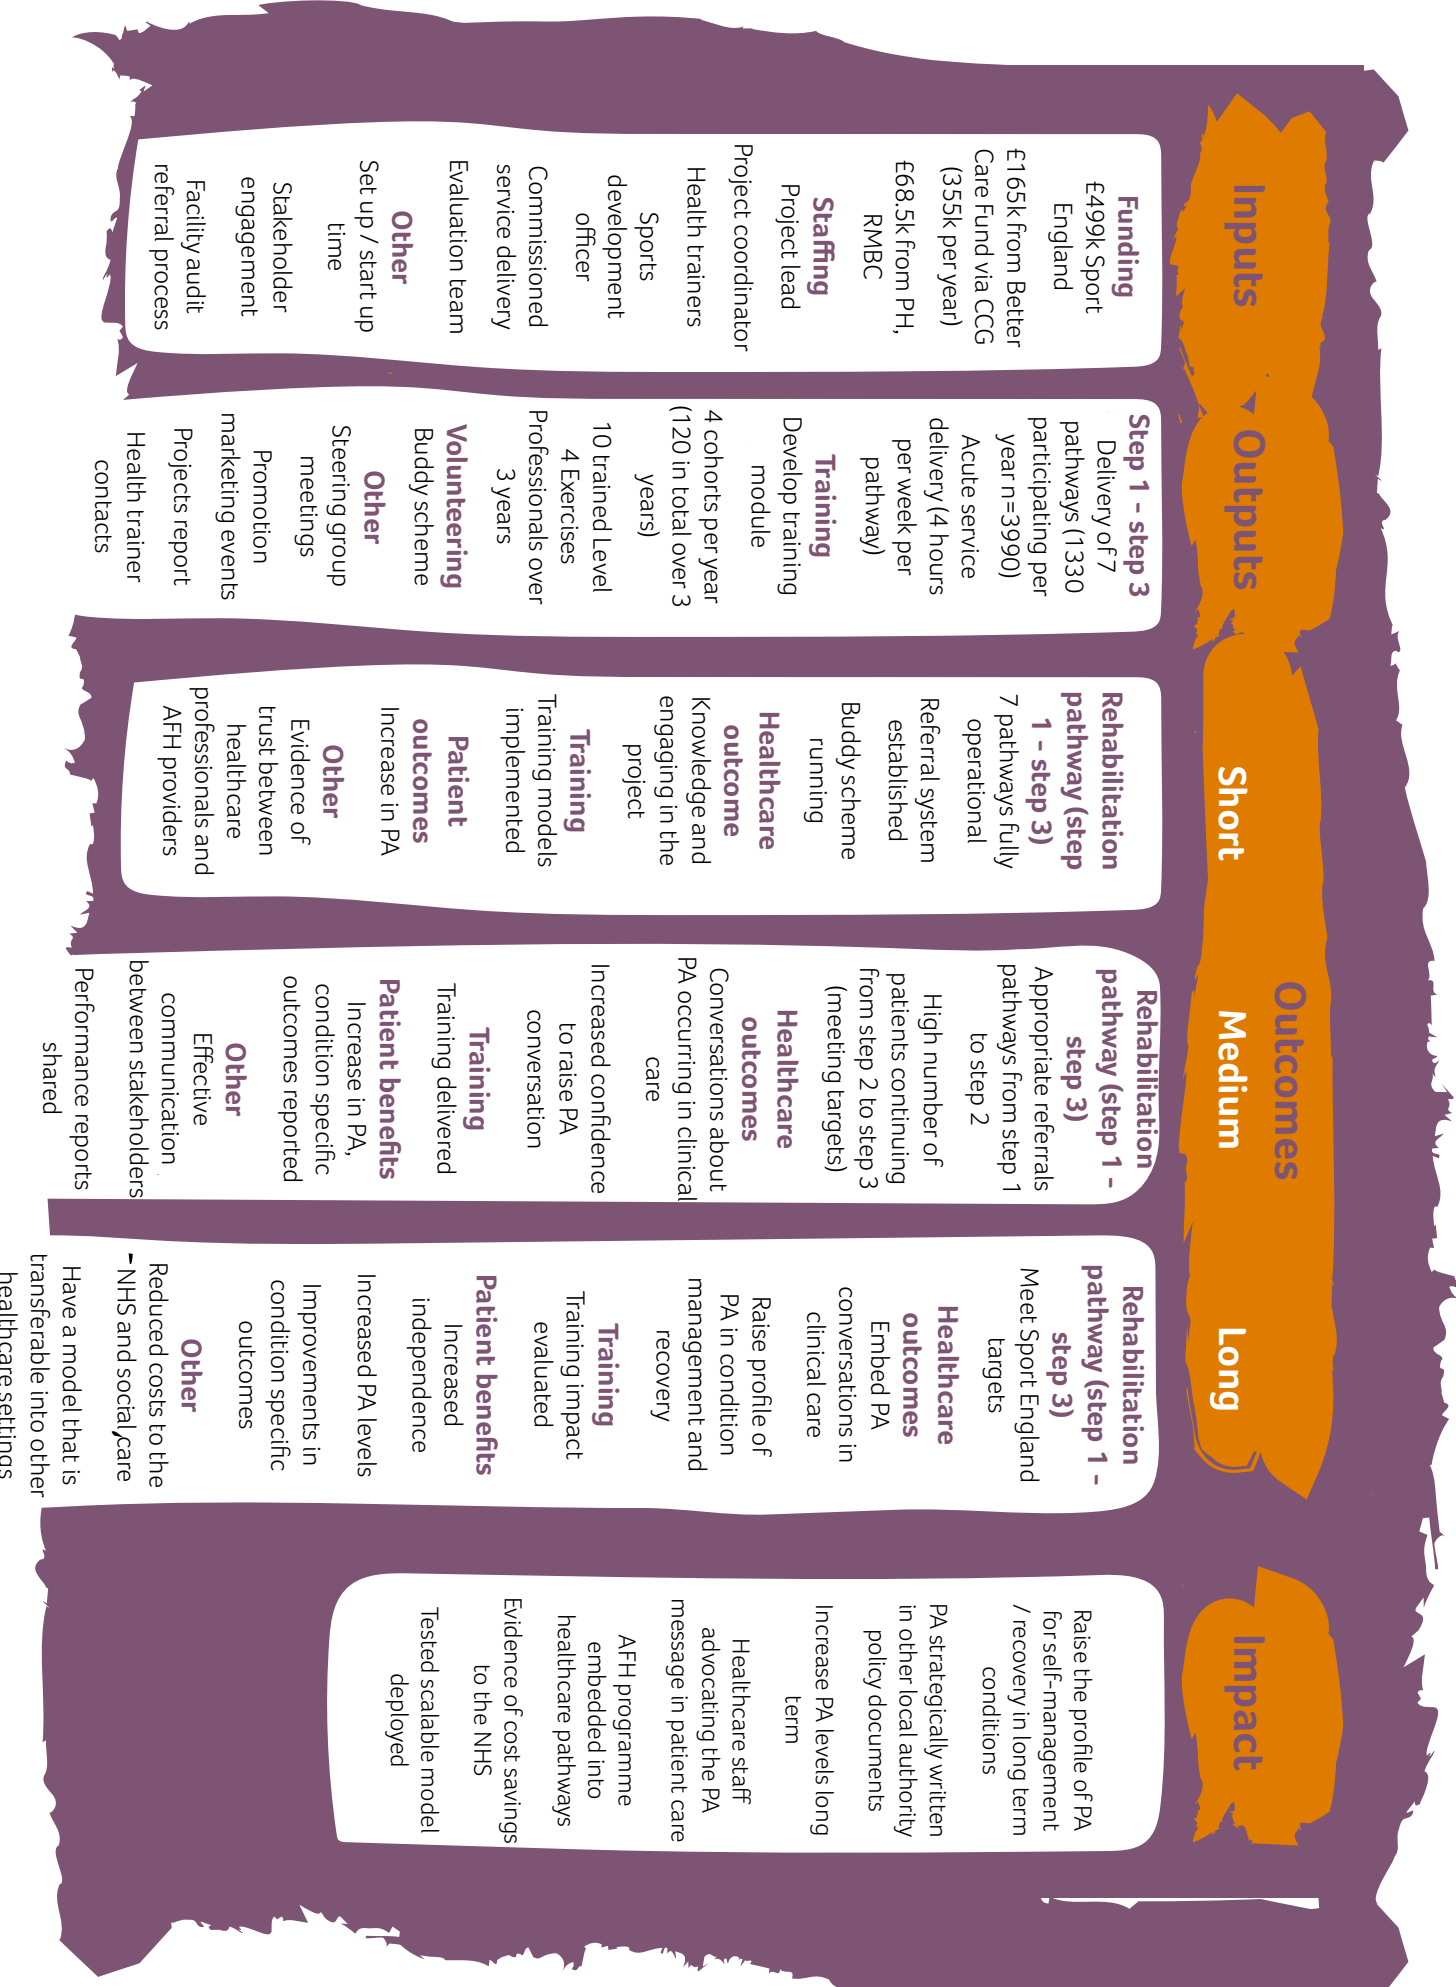 Inputs
Funding
£499k Sport
England
£165k from Better
Care Fund via CCG
(355k per year)
£68.5k from PH,
RMBC
Staffing
Project lead
Project coordinator
Health trainers
Sports
development
officer
Commissioned
service delivery
Evaluation team
Other
Set up / start up
time
Stakeholder
engagement
Facility audit
referral process
Outputs
Step 1 - step 3
Delivery of 7
pathways (1330
participating per
year n=3990)
Acute service
delivery (4 hours
per week per
pathway)
Training
Develop training
module
4 cohorts per year
(120 in total over 3
years)
10 trained Level
4 Exercises
Professionals over
3 years
Volunteering
Buddy scheme
Other
Steering group
meetings
Promotion
marketing events
Projects report
Health trainer
contacts
Outcomes
Short
Rehabilitation
pathway (step
1 - step 3)
7 pathways fully
operational
Referral system
established
Buddy scheme
running
Healthcare
outcome
Knowledge and
engaging in the
project
Training
Training models
implemented
Patient
outcomes
Increase in PA
Other
Evidence of
trust between
healthcare
professionals and
AFH providers
Medium
Rehabilitation
pathway (step 1 -
step 3)
Appropriate referrals
pathways from step 1
to step 2
High number of
patients continuing
from step 2 to step 3
(meeting targets)
Healthcare
outcomes
Conversations about
PA occurring in clinical
care
Increased confidence
to raise PA
conversation
Training
Training delivered
Patient benefits
Increase in PA,
condition specific
outcomes reported
Other
Effective
communication
between stakeholders
Performance reports
shared
Long
Rehabilitation
pathway (step 1 -
step 3)
Meet Sport England
targets
Healthcare
outcomes
Embed PA
conversations in
clinical care
Raise profile of
PA in condition
management and
recovery
Training
Training impact
evaluated
Patient benefits
Increased
independence
Increased PA levels
Improvements in
condition specific
outcomes
Other
Reduced costs to the
NHS and social care
Have a model that is
transferable into other
healthcare settings
Impact
Raise the profile of PA
for self-management
/ recovery in long term
conditions
PA strategically written
in other local authority
policy documents
Increase PA levels long
term
Healthcare staff
advocating the PA
message in patient care
AFH programme
embedded into
healthcare pathways
Evidence of cost savings
to the NHS
Tested scalable model
deployed